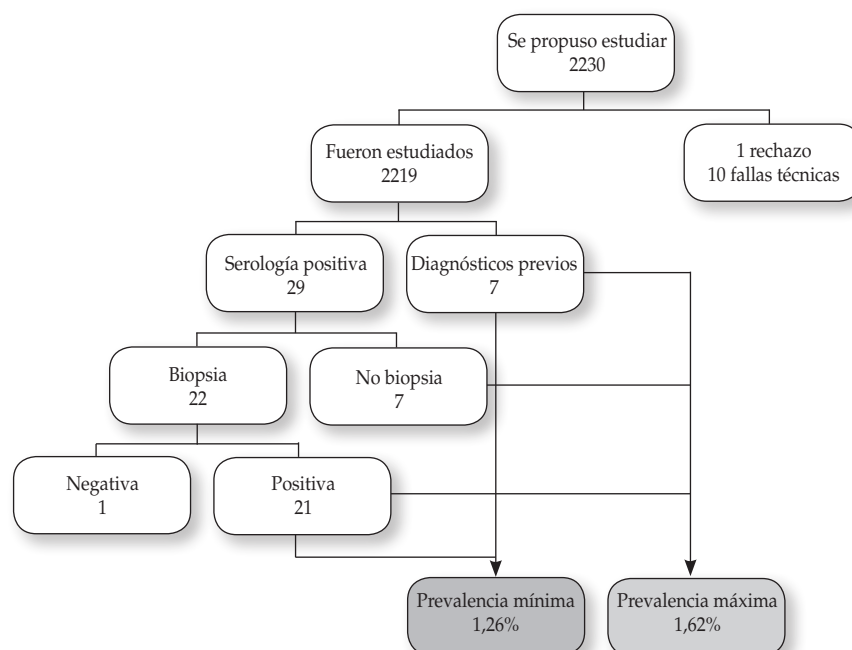 Se propuso estudiar
2230
Fueron estudiados
2219
1 rechazo
10 fallas técnicas
Serología positiva
29
Diagnósticos previos
7
Biopsia
22
No biopsia
7
Negativa
1
Positiva
21
Prevalencia mínima
1,26%
Prevalencia máxima
1,62%